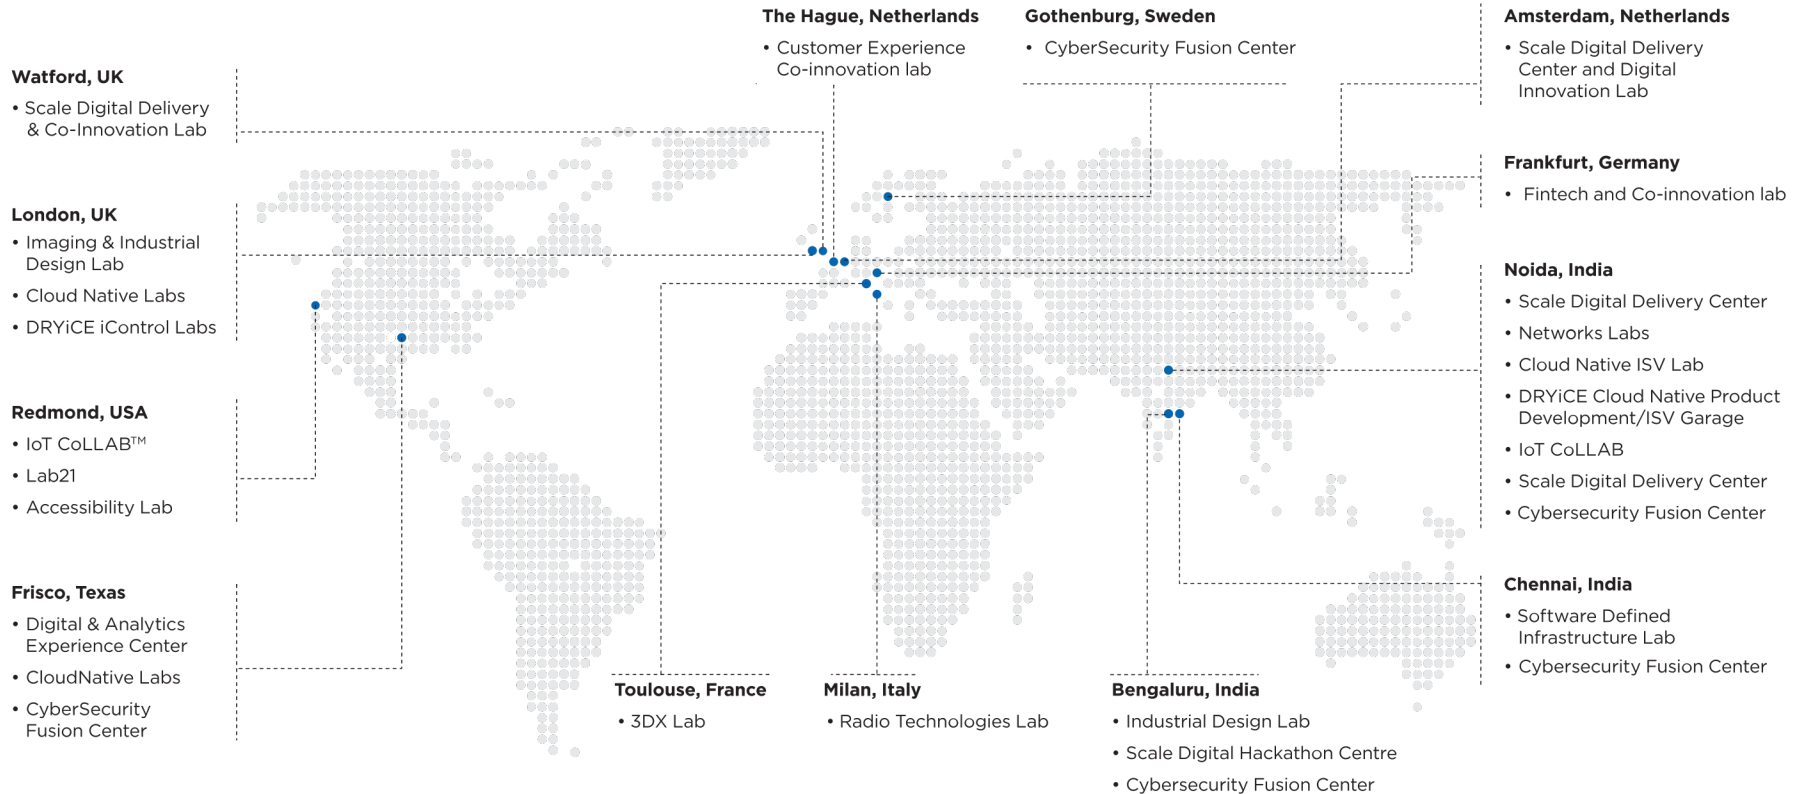 The Hague, Netherlands
• Customer Experience
Co-innovation lab
Gothenburg, Sweden
• CyberSecurity Fusion Center
Amsterdam, Netherlands
• Scale Digital Delivery
Center and Digital
Innovation Lab
Watford, UK
• Scale Digital Delivery
& Co-Innovation Lab
Frankfurt, Germany
• Fintech and Co-innovation lab
London, UK
• Imaging & Industrial
Design Lab
• Cloud Native Labs
• DRYiCE iControl Labs
Noida, India
• Scale Digital Delivery Center
• Networks Labs
• Cloud Native ISV Lab
• DRYiCE Cloud Native Product
Development/ISV Garage
• IoT CoLLAB
• Scale Digital Delivery Center
• Cybersecurity Fusion Center
Redmond, USA
• IoT CoLLAB™
• Lab21
• Accessibility Lab
Frisco, Texas
• Digital & Analytics
Experience Center
• CloudNative Labs
• CyberSecurity
Fusion Center
Chennai, India
• Software Defined
Infrastructure Lab
• Cybersecurity Fusion Center
Toulouse, France
• 3DX Lab
Milan, Italy
• Radio Technologies Lab
Bengaluru, India
• Industrial Design Lab
• Scale Digital Hackathon Centre
• Cybersecurity Fusion Center